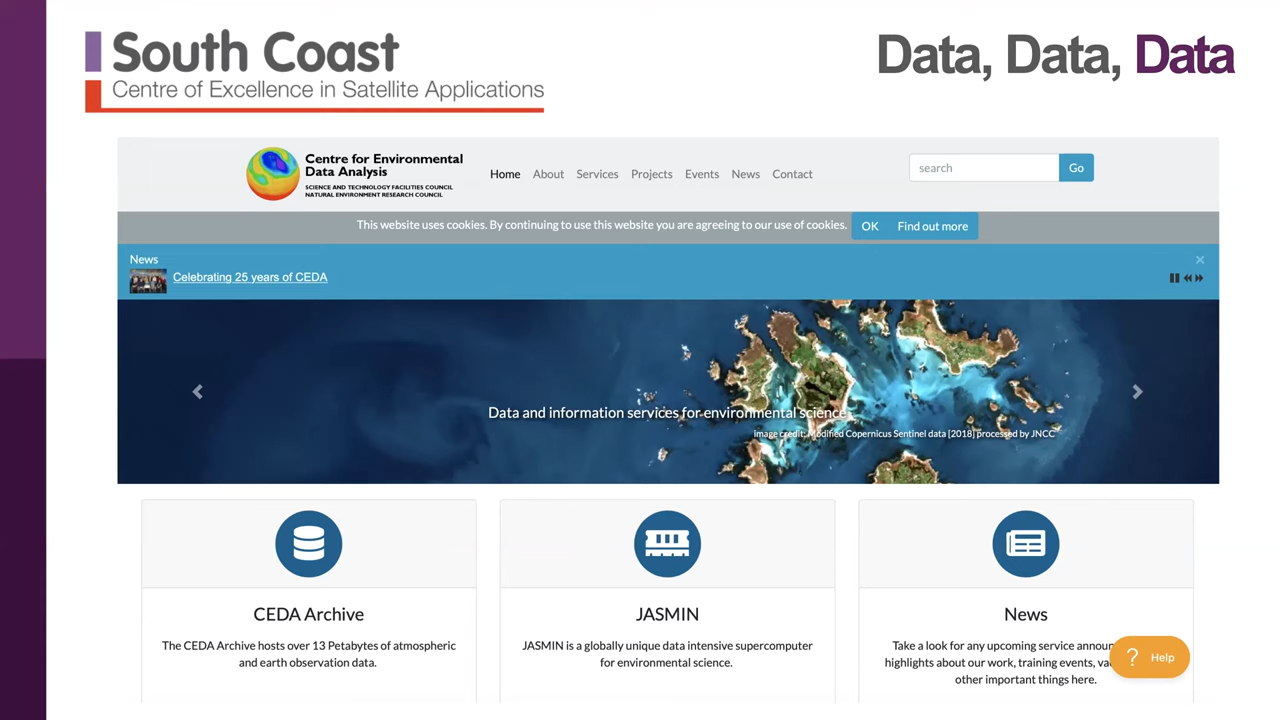 South Coast
Centre of Excellence in Satellite Applications
Data, Data, Data
Centre for Environmental
Data Analysis
SCIENCE AND TECHNOLOGY FACILITIES COUNCIL
NATURAL ENVIRONMENT RESEARCH COUNCIL
Home About Services Projects Events News Contact
search Go
This website uses cookies. By continuing to use this website you are agreeing to our use of cookies. OK Find out more
News
Celebrating 25 years of CEDA
Data and information services for environmental science
image credit: Modified Copernicus Sentinel data [2018] processed by JNCC
CEDA Archive
The CEDA Archive hosts over 13 Petabytes of atmospheric
and earth observation data.
JASMIN
JASMIN is a globally unique data intensive supercomputer
for environmental science.
News
Take a look for any upcoming service
highlights about our work, training events,
other important things here.
? Help